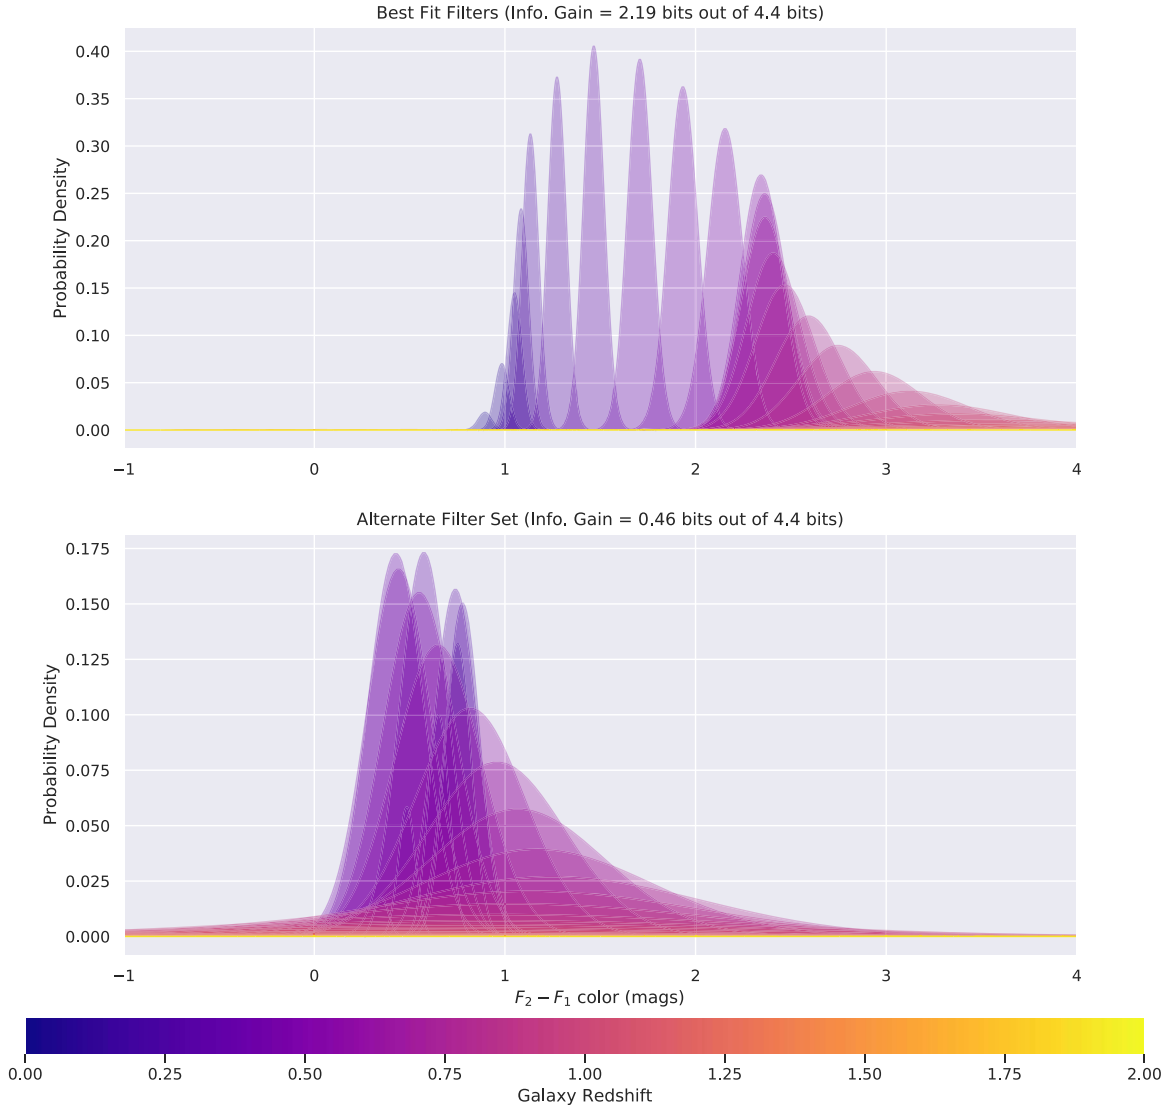 Best Fit Filters (Info. Gain = 2.19 bits out of 4.4 bits)
0.40
0.35
0.30
0.25
0.20
0.15
0.10
0.05
0.00
Probability Density
−1 0 1 2 3 4
Alternate Filter Set (Info. Gain = 0.46 bits out of 4.4 bits)
0.175
0.150
0.125
0.100
0.075
0.050
0.025
0.000
Probability Density
−1 0 1 2 3 4
F₂ − F₁ color (mags)
0.00 0.25 0.50 0.75 1.00 1.25 1.50 1.75 2.00
Galaxy Redshift